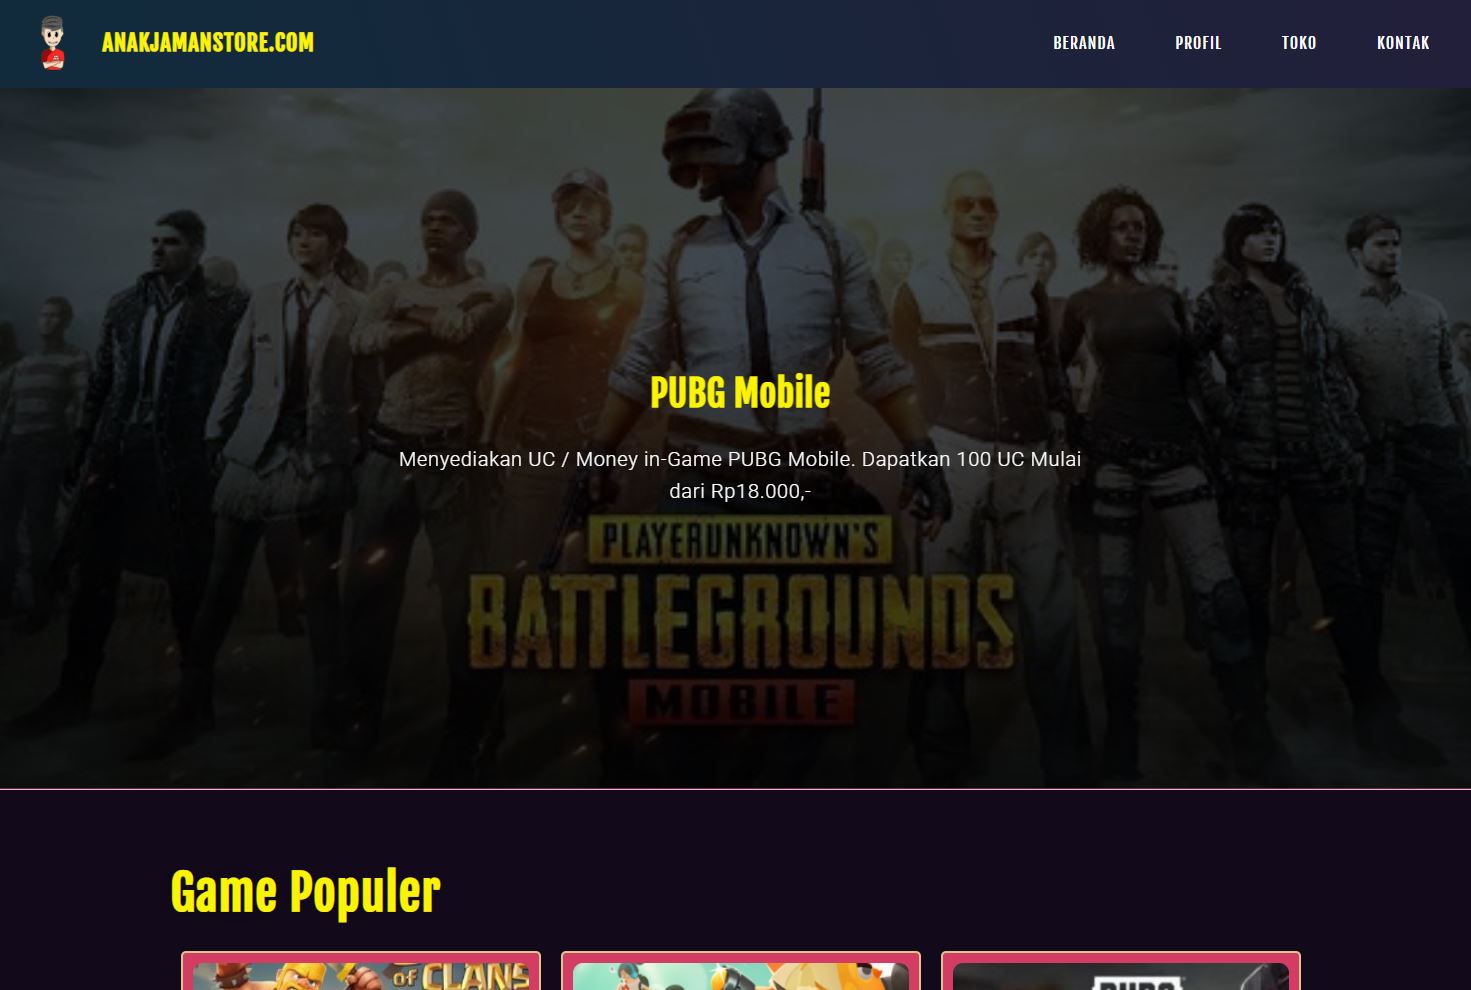 ANAKJAMANSTORE.COM
BERANDA
PROFIL
TOKO
KONTAK
PUBG Mobile
Menyediakan UC / Money in-Game PUBG Mobile. Dapatkan 100 UC Mulai
dari Rp18.000,-
PLAYERUNKNOWN'S
BATTLEGROUNDS
MOBILE
Game Populer
OF CLANS
PUBG